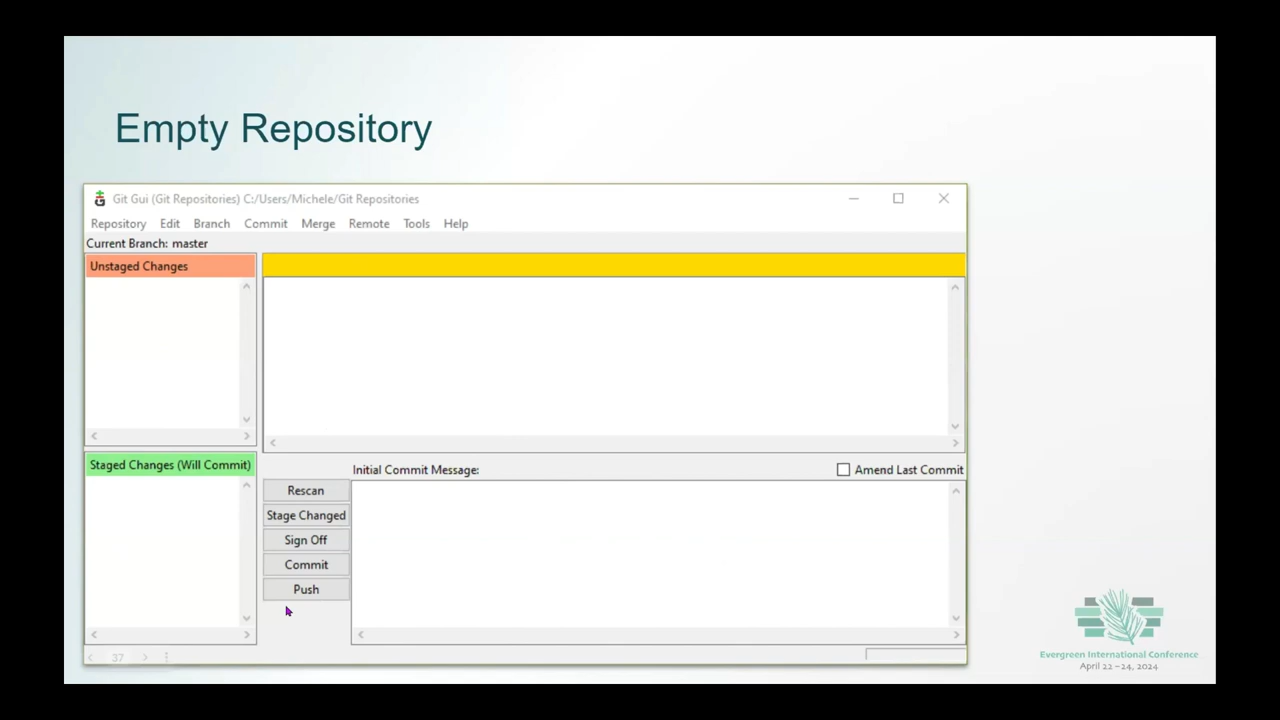 Empty Repository
Git Gui (Git Repositories) C:/Users/Michele/Git Repositories
Repository Edit Branch Commit Merge Remote Tools Help
Current Branch: master
Unstaged Changes
Staged Changes (Will Commit)
Initial Commit Message:
Amend Last Commit
Rescan
Stage Changed
Sign Off
Commit
Push
37
Evergreen International Conference
April 22 –24, 2024